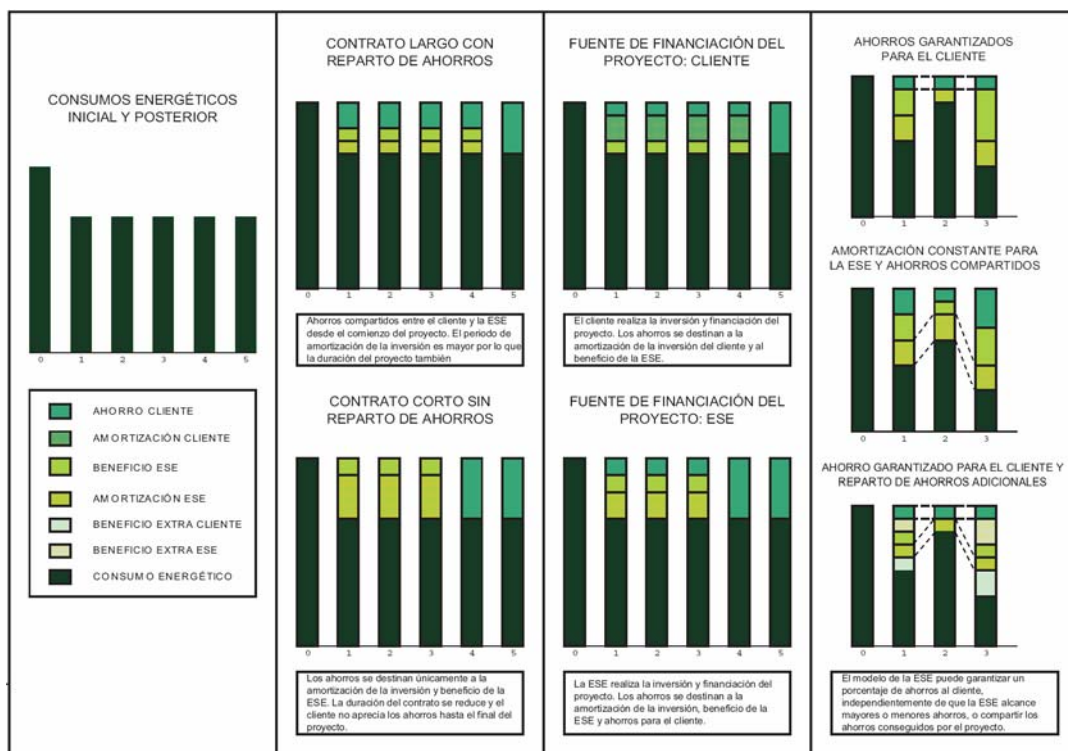 CONSUMOS ENERGÉTICOS
INICIAL Y POSTERIOR
0 1 2 3 4 5
AHORRO CLIENTE
AMORTIZACIÓN CLIENTE
BENEFICIO ESE
AMORTIZACIÓN ESE
BENEFICIO EXTRA CLIENTE
BENEFICIO EXTRA ESE
CONSUMO ENERGÉTICO
CONTRATO LARGO CON
REPARTO DE AHORROS
0 1 2 3 4 5
Ahorros compartidos entre el cliente y la ESE
desde el comienzo del proyecto. El periodo de
amortización de la inversión es mayor por lo que
la duración del proyecto también
CONTRATO CORTO SIN
REPARTO DE AHORROS
0 1 2 3 4 5
Los ahorros se destinan únicamente a la
amortización de la inversión y beneficio de la
ESE. La duración del contrato se reduce y el
cliente no aprecia los ahorros hasta el final del
proyecto.
FUENTE DE FINANCIACIÓN DEL
PROYECTO: CLIENTE
0 1 2 3 4 5
El cliente realiza la inversión y financiación del
proyecto. Los ahorros se destinan a la
amortización de la inversión del cliente y al
beneficio de la ESE.
FUENTE DE FINANCIACIÓN DEL
PROYECTO: ESE
0 1 2 3 4 5
La ESE realiza la inversión y financiación del
proyecto. Los ahorros se destinan a la
amortización de la inversión, beneficio de la
ESE y ahorros para el cliente.
AHORROS GARANTIZADOS
PARA EL CLIENTE
0 1 2 3
AMORTIZACIÓN CONSTANTE PARA
LA ESE Y AHORROS COMPARTIDOS
0 1 2 3
AHORRO GARANTIZADO PARA EL CLIENTE Y
REPARTO DE AHORROS ADICIONALES
0 1 2 3
El modelo de la ESE puede garantizar un
porcentaje de ahorros al cliente,
independientemente de que la ESE alcance
mayores o menores ahorros, o compartir los
ahorros conseguidos por el proyecto.